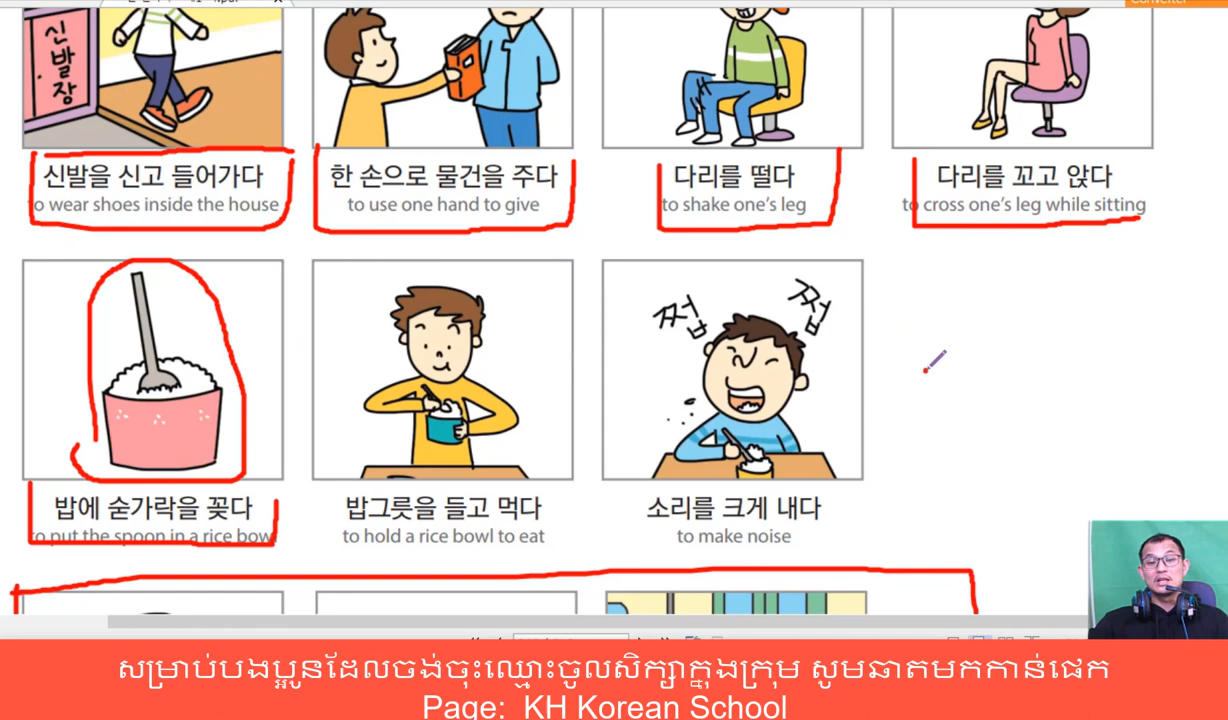 Converter
신발장
신발을 신고 들어가다
to wear shoes inside the house
한 손으로 물건을 주다
to use one hand to give
다리를 떨다
to shake one's leg
다리를 꼬고 앉다
to cross one's leg while sitting
쩝
쩝
밥에 숟가락을 꽂다
to put the spoon in a rice bow
밥그릇을 들고 먹다
to hold a rice bowl to eat
소리를 크게 내다
to make noise
សម្រាប់បងប្អូនដែលចង់ចុះឈ្មោះចូលសិក្សាក្នុងក្រុម សូមឆាតមកកាន់ផេក
Page: KH Korean School